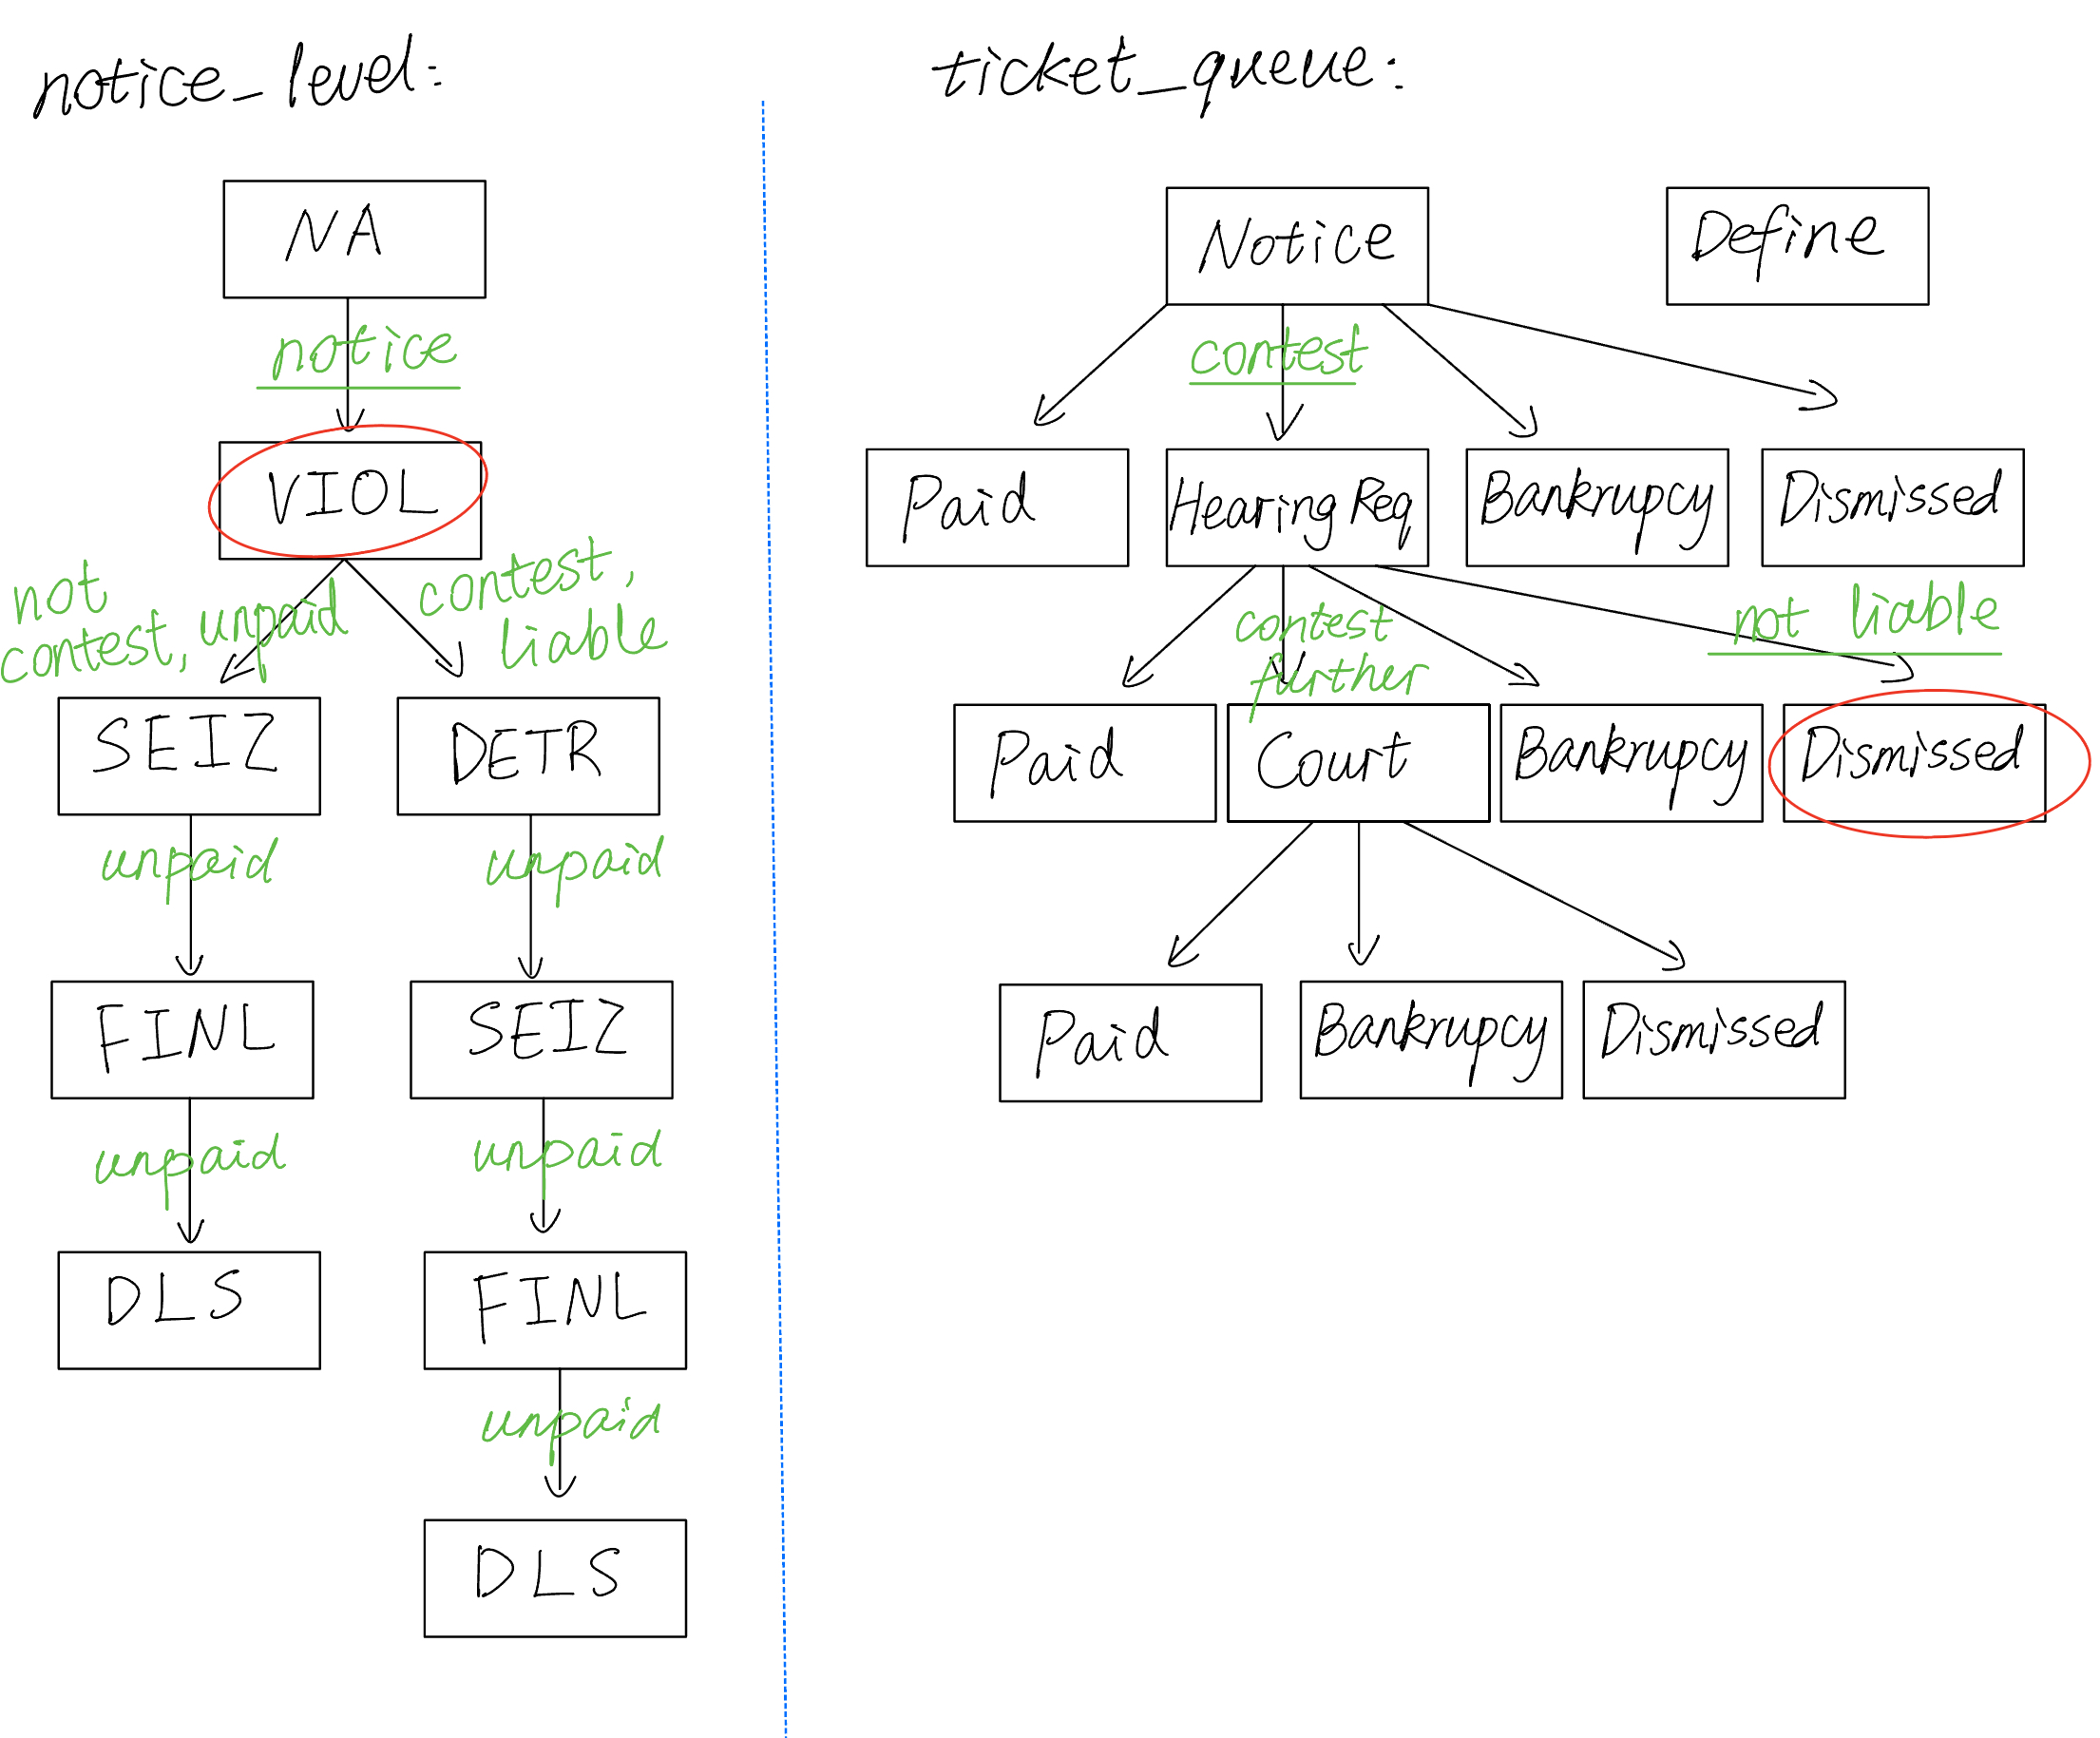 notice_level:
NA
notice
VIOL
not
contest, unpaid
contest,
liable
SEIZ
DETR
unpaid
unpaid
FINL
SEIZ
unpaid
unpaid
DLS
FINL
unpaid
DLS
ticket_queue:
Notice
Define
contest
Paid
Hearing Req
Bankrupcy
Dismissed
contest
further
not liable
Paid
Court
Bankrupcy
Dismissed
Paid
Bankrupcy
Dismissed